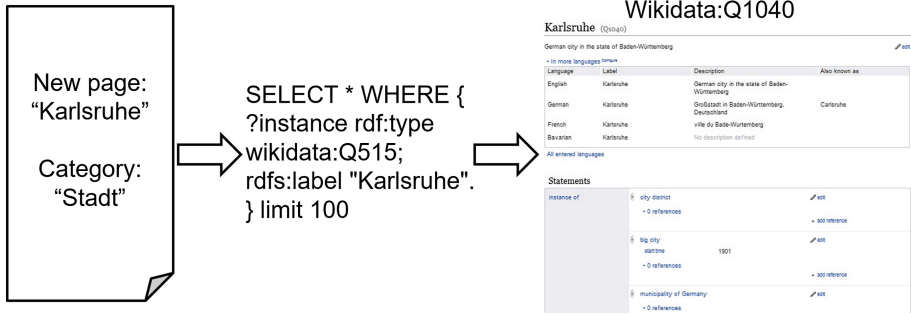 New page:
“Karlsruhe”
Category:
“Stadt”
SELECT * WHERE {
?instance rdf:type
wikidata:Q515;
rdfs:label "Karlsruhe".
} limit 100
Wikidata:Q1040
Karlsruhe (Q1040)
German city in the state of Baden-Württemberg edit
In more languages
Language Label Description Also known as
English Karlsruhe German city in the state of Baden-
Württemberg
German Karlsruhe Großstadt in Baden-Württemberg, Carlsruhe
Deutschland
French Karlsruhe ville du Bade-Wurtemberg
Bavarian Karlsruhe No description defined
All entered languages
Statements
instance of city district edit
0 references
+ add reference
big city edit
start time 1901
0 references
+ add reference
municipality of Germany edit
0 references